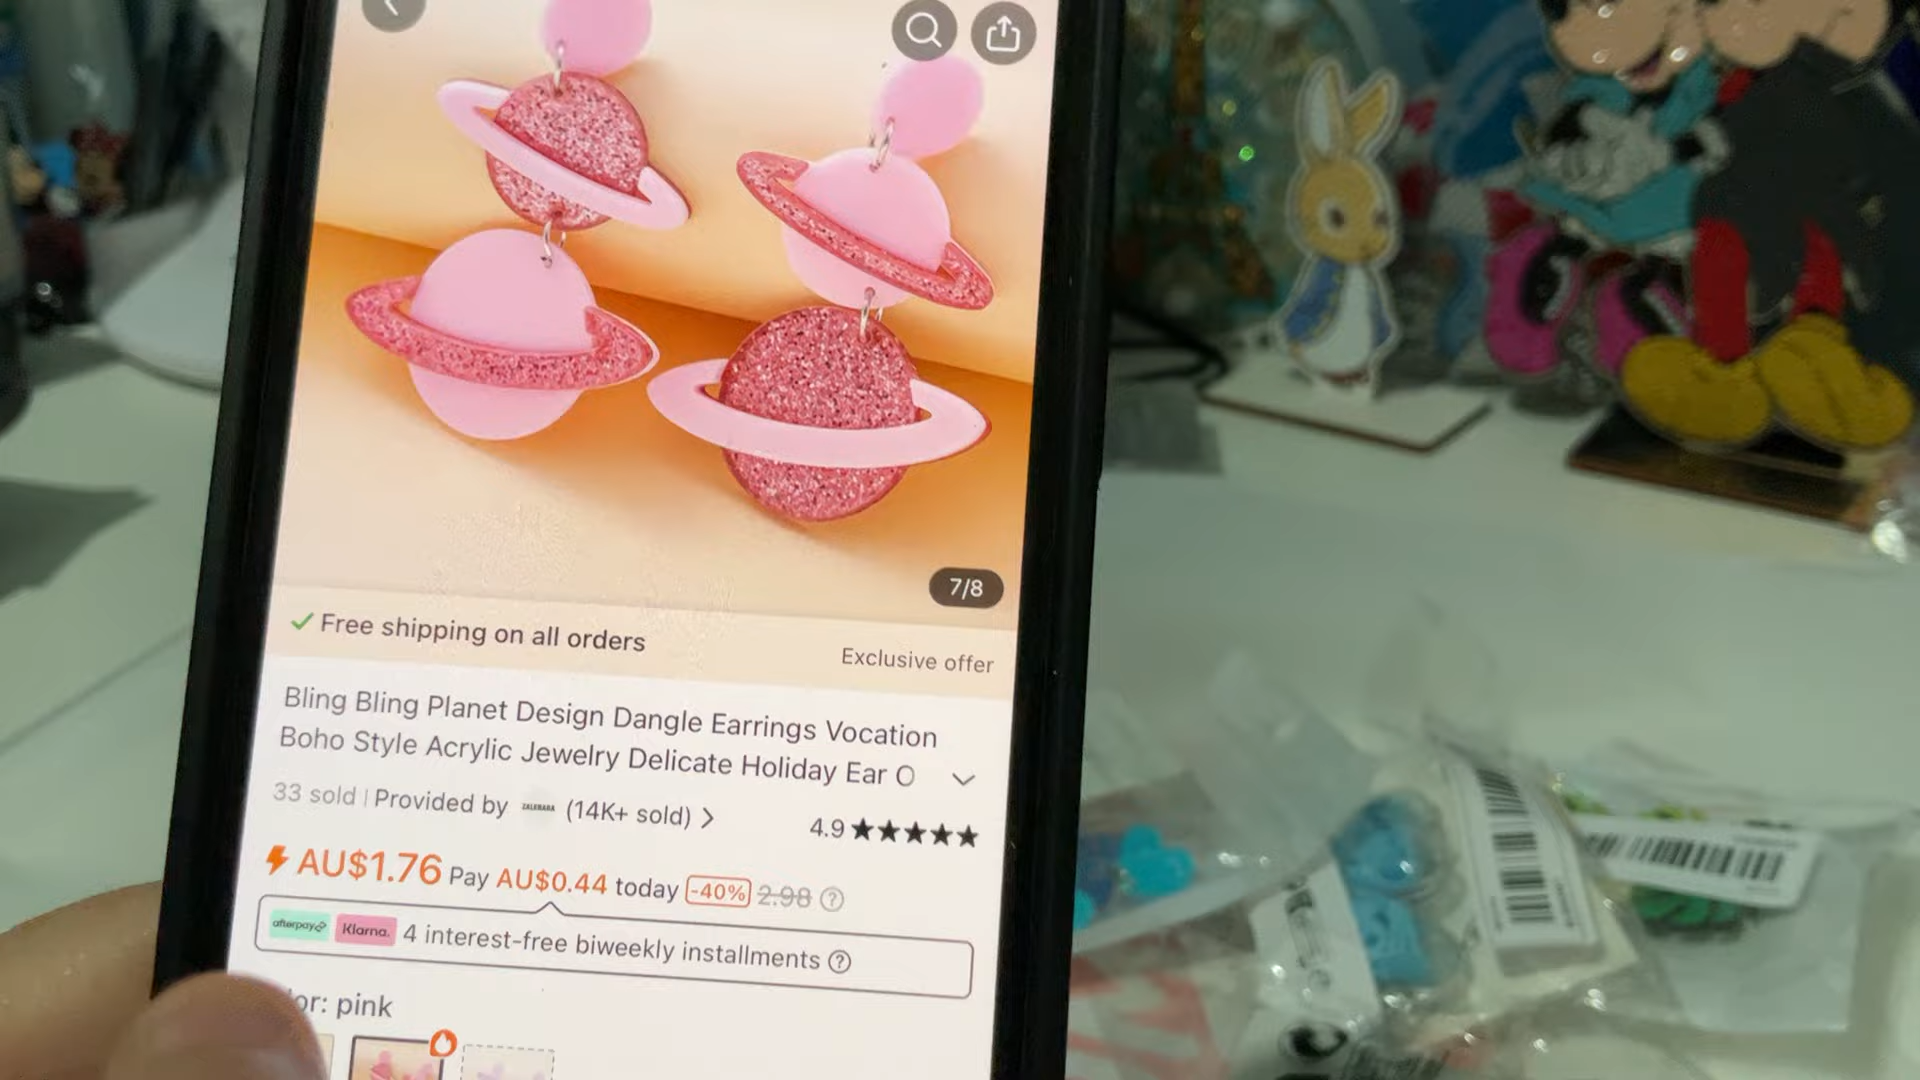 7/8
Free shipping on all orders
Exclusive offer
Bling Bling Planet Design Dangle Earrings Vocation
Boho Style Acrylic Jewelry Delicate Holiday Ear O
33 sold | Provided by ZALERARA (14K+ sold) >
4.9 ★★★★★
AU$1.76 Pay AU$0.44 today -40% 2.98 ?
afterpay Klarna. 4 interest-free biweekly installments ?
or: pink